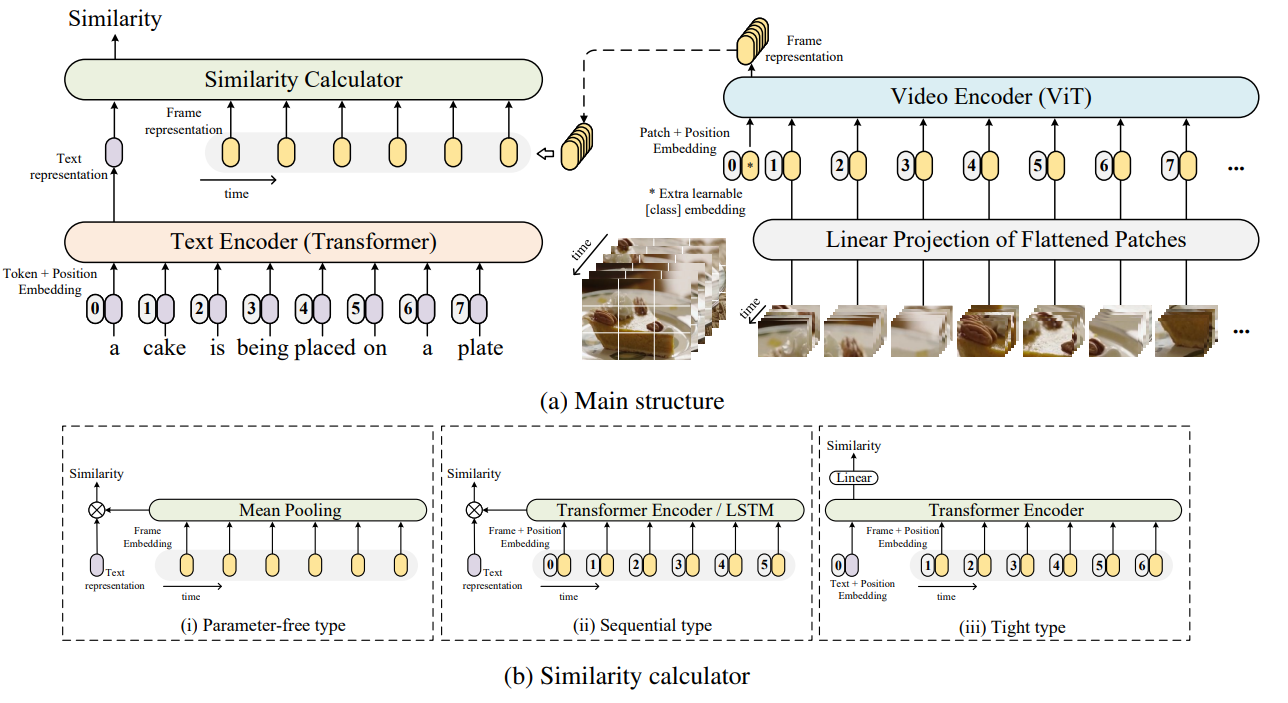 Similarity
Similarity Calculator
Frame
representation
Text
representation
time
Text Encoder (Transformer)
Token + Position
Embedding
0 1 2 3 4 5 6 7
a cake is being placed on a plate
Frame
representation
Video Encoder (ViT)
Patch + Position
Embedding
0 * 1 2 3 4 5 6 7 ...
* Extra learnable
[class] embedding
Linear Projection of Flattened Patches
time
time
...
(a) Main structure
Similarity
Mean Pooling
Frame
Embedding
Text
representation
time
(i) Parameter-free type
Similarity
Transformer Encoder / LSTM
Frame + Position
Embedding
0 1 2 3 4 5
Text
representation
time
(ii) Sequential type
Similarity
Linear
Transformer Encoder
Frame + Position
Embedding
0 1 2 3 4 5 6
Text + Position
Embedding
time
(iii) Tight type
(b) Similarity calculator